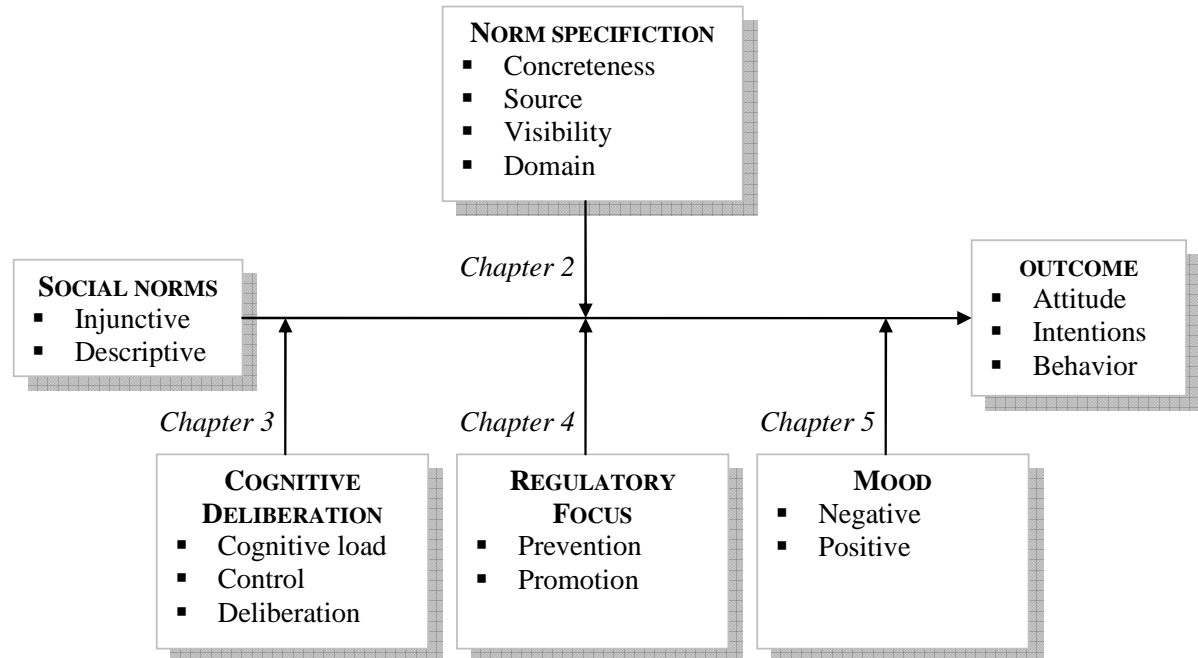 NORM SPECIFICTION
▪ Concreteness
▪ Source
▪ Visibility
▪ Domain
Chapter 2
SOCIAL NORMS
▪ Injunctive
▪ Descriptive
OUTCOME
▪ Attitude
▪ Intentions
▪ Behavior
Chapter 3
Chapter 4
Chapter 5
COGNITIVE
DELIBERATION
▪ Cognitive load
▪ Control
▪ Deliberation
REGULATORY
FOCUS
▪ Prevention
▪ Promotion
MOOD
▪ Negative
▪ Positive